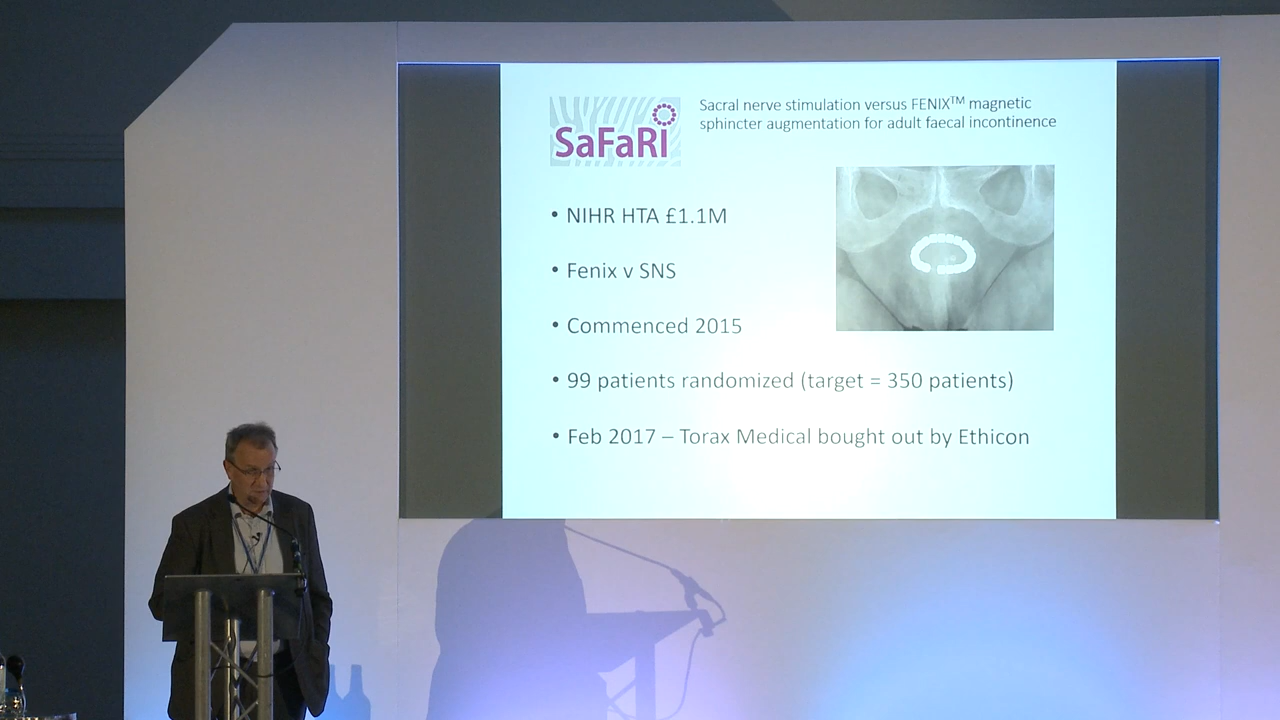 SaFaRI
Sacral nerve stimulation versus FENIX™ magnetic
sphincter augmentation for adult faecal incontinence
• NIHR HTA £1.1M
• Fenix v SNS
• Commenced 2015
• 99 patients randomized (target = 350 patients)
• Feb 2017 – Torax Medical bought out by Ethicon